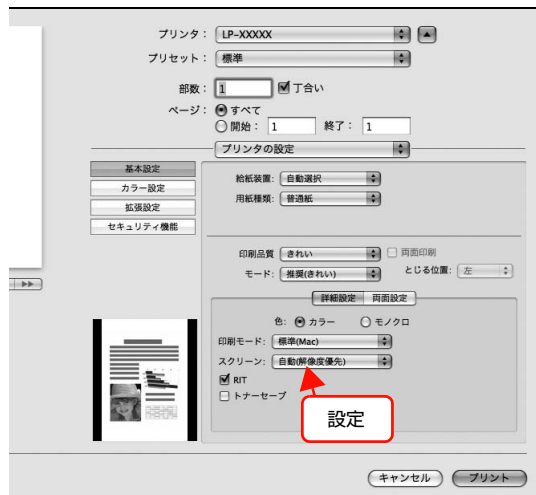 プリンタ： LP-XXXXX
プリセット： 標準
部数： 1 丁合い
ページ： すべて
開始： 1 終了： 1
プリンタの設定
基本設定
カラー設定
拡張設定
セキュリティ機能
給紙装置: 自動選択
用紙種類: 普通紙
印刷品質 きれい 両面印刷
モード: 推奨(きれい) とじる位置: 左
詳細設定 両面設定
色: カラー モノクロ
印刷モード: 標準(Mac)
スクリーン: 自動(解像度優先)
RIT
トナーセーブ
設定
キャンセル プリント